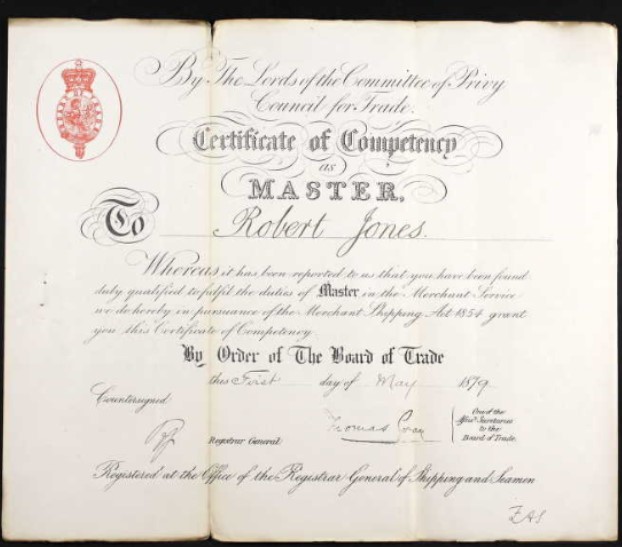 By The Lords of the Committee of Privy
Council for Trade.
Certificate of Competency
as
MASTER.
To Robert Jones.
Whereas it has been reported to us that you have been found
duly qualified to fulfil the duties of Master in the Merchant Service
we do hereby in pursuance of the Merchant Shipping Act 1854 grant
you this Certificate of Competency.
By Order of The Board of Trade
this First day of May 1879
Countersigned
Registrar General:
Thomas Gray
One of the
Assist. Secretaries
to the
Board of Trade.
Registered at the Office of the Registrar General of Shipping and Seamen